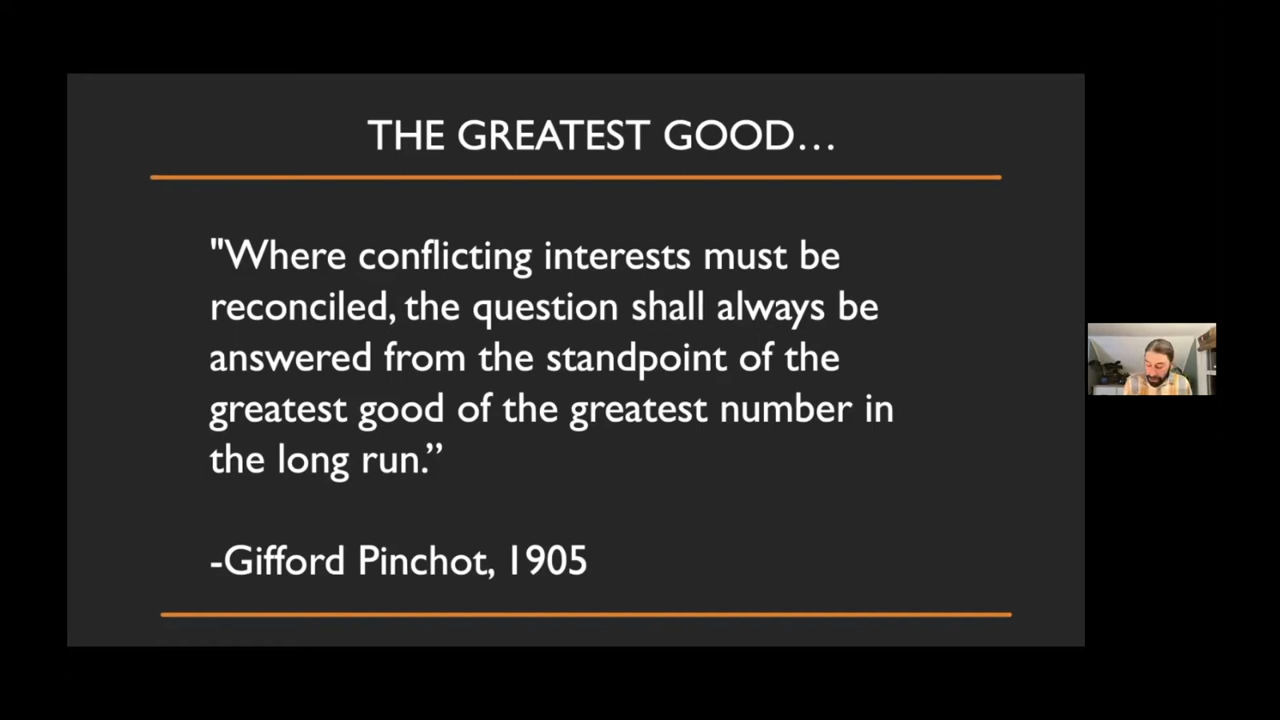 THE GREATEST GOOD…
"Where conflicting interests must be
reconciled, the question shall always be
answered from the standpoint of the
greatest good of the greatest number in
the long run.”
-Gifford Pinchot, 1905